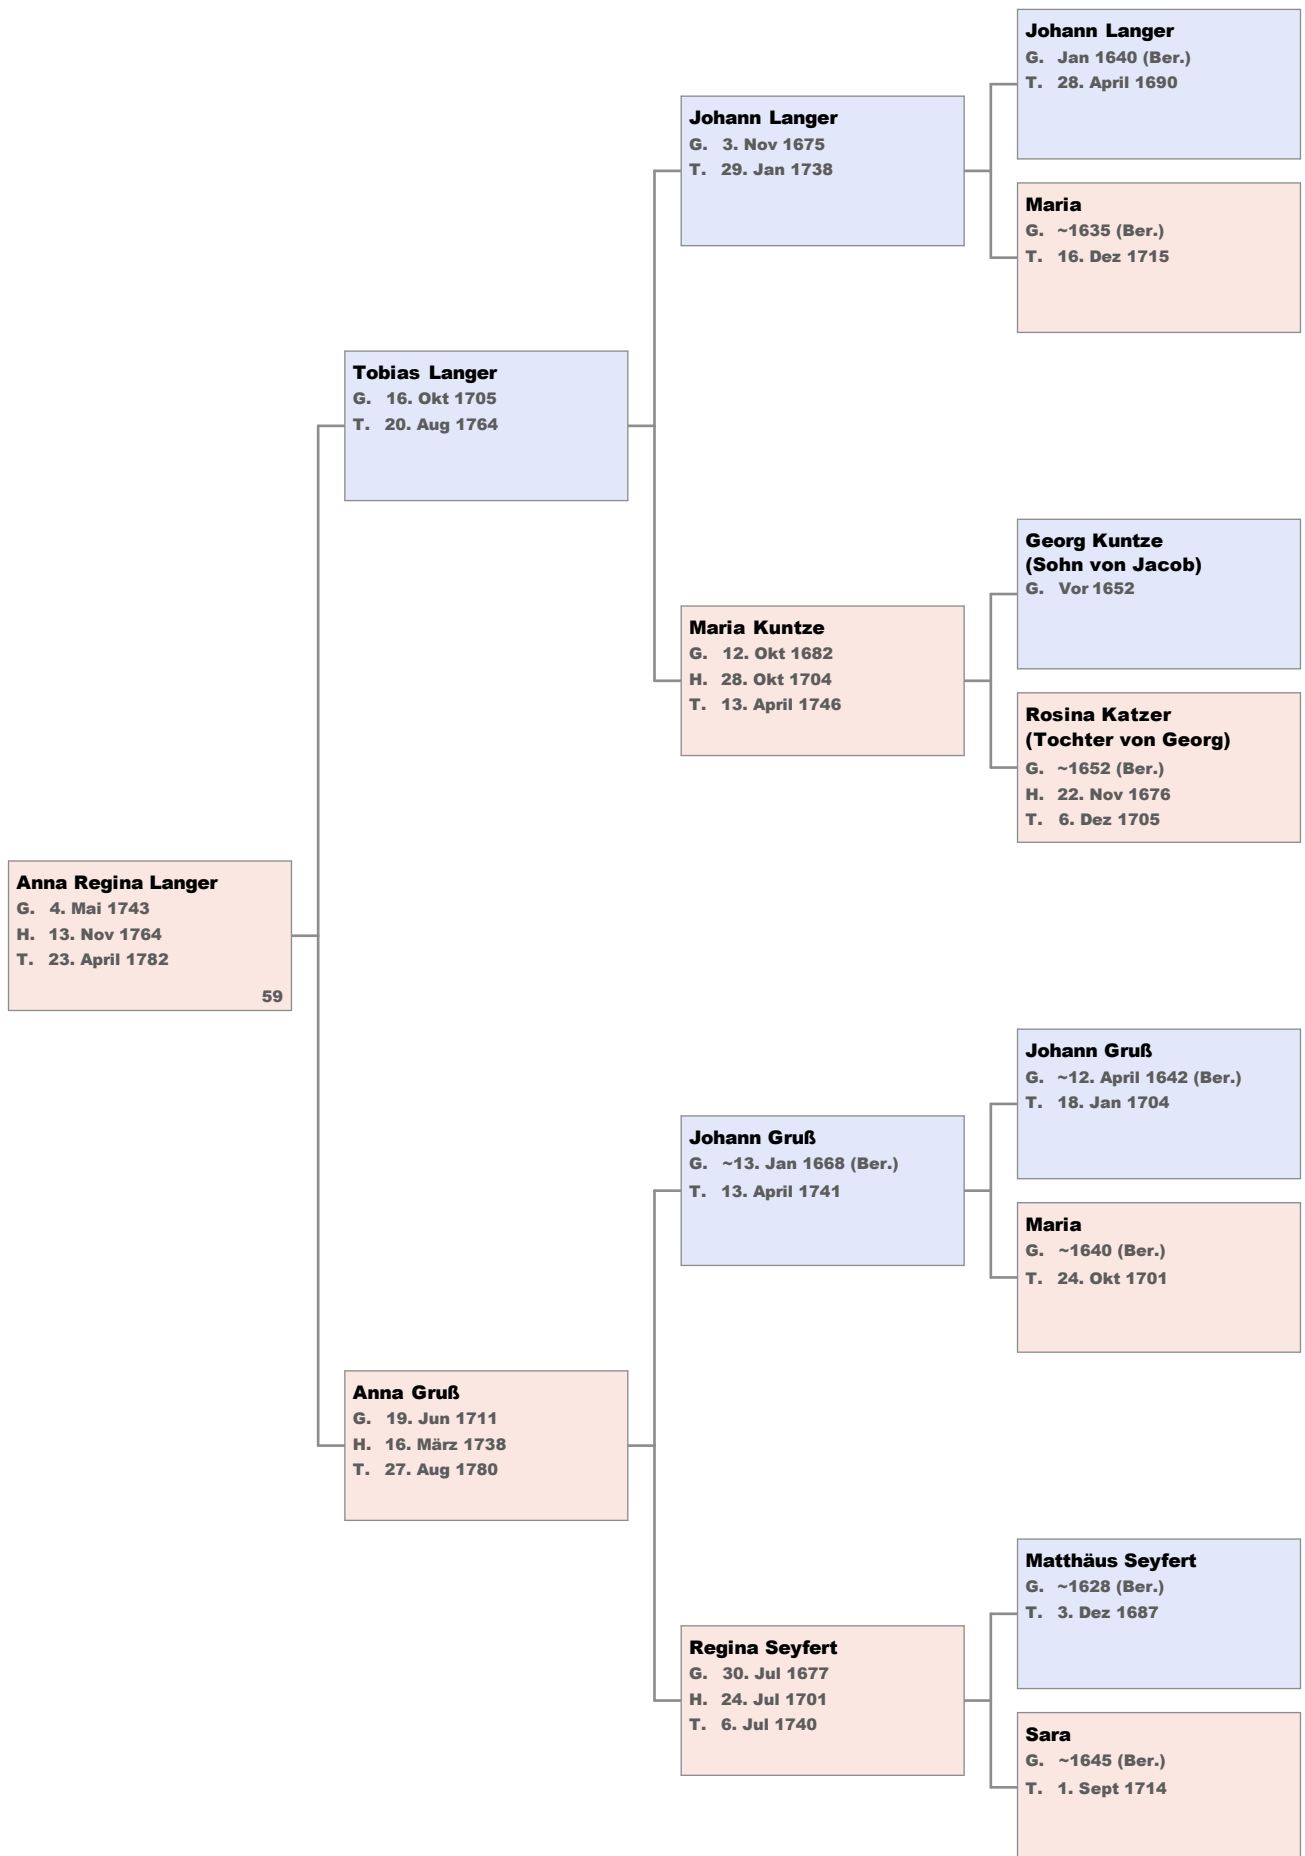 Johann Langer
G. Jan 1640 (Ber.)
T. 28. April 1690
Johann Langer
G. 3. Nov 1675
T. 29. Jan 1738
Maria
G. ~1635 (Ber.)
T. 16. Dez 1715
Tobias Langer
G. 16. Okt 1705
T. 20. Aug 1764
Georg Kuntze
(Sohn von Jacob)
G. Vor 1652
Maria Kuntze
G. 12. Okt 1682
H. 28. Okt 1704
T. 13. April 1746
Rosina Katzer
(Tochter von Georg)
G. ~1652 (Ber.)
H. 22. Nov 1676
T. 6. Dez 1705
Anna Regina Langer
G. 4. Mai 1743
H. 13. Nov 1764
T. 23. April 1782
59
Johann Gruß
G. ~12. April 1642 (Ber.)
T. 18. Jan 1704
Johann Gruß
G. ~13. Jan 1668 (Ber.)
T. 13. April 1741
Maria
G. ~1640 (Ber.)
T. 24. Okt 1701
Anna Gruß
G. 19. Jun 1711
H. 16. März 1738
T. 27. Aug 1780
Matthäus Seyfert
G. ~1628 (Ber.)
T. 3. Dez 1687
Regina Seyfert
G. 30. Jul 1677
H. 24. Jul 1701
T. 6. Jul 1740
Sara
G. ~1645 (Ber.)
T. 1. Sept 1714